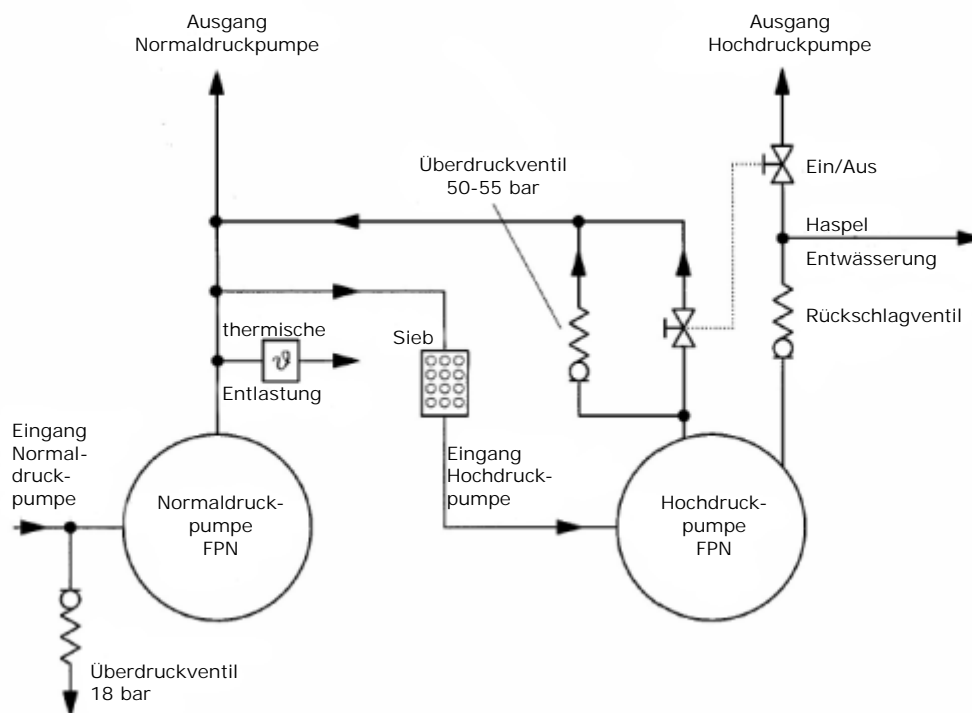 Ausgang
Normaldruckpumpe
Ausgang
Hochdruckpumpe
Überdruckventil
50-55 bar
Ein/Aus
Haspel
Entwässerung
Rückschlagventil
thermische
ϑ
Entlastung
Sieb
Eingang
Normal-
druck-
pumpe
Normaldruck-
pumpe
FPN
Eingang
Hochdruck-
pumpe
Hochdruck-
pumpe
FPN
Überdruckventil
18 bar